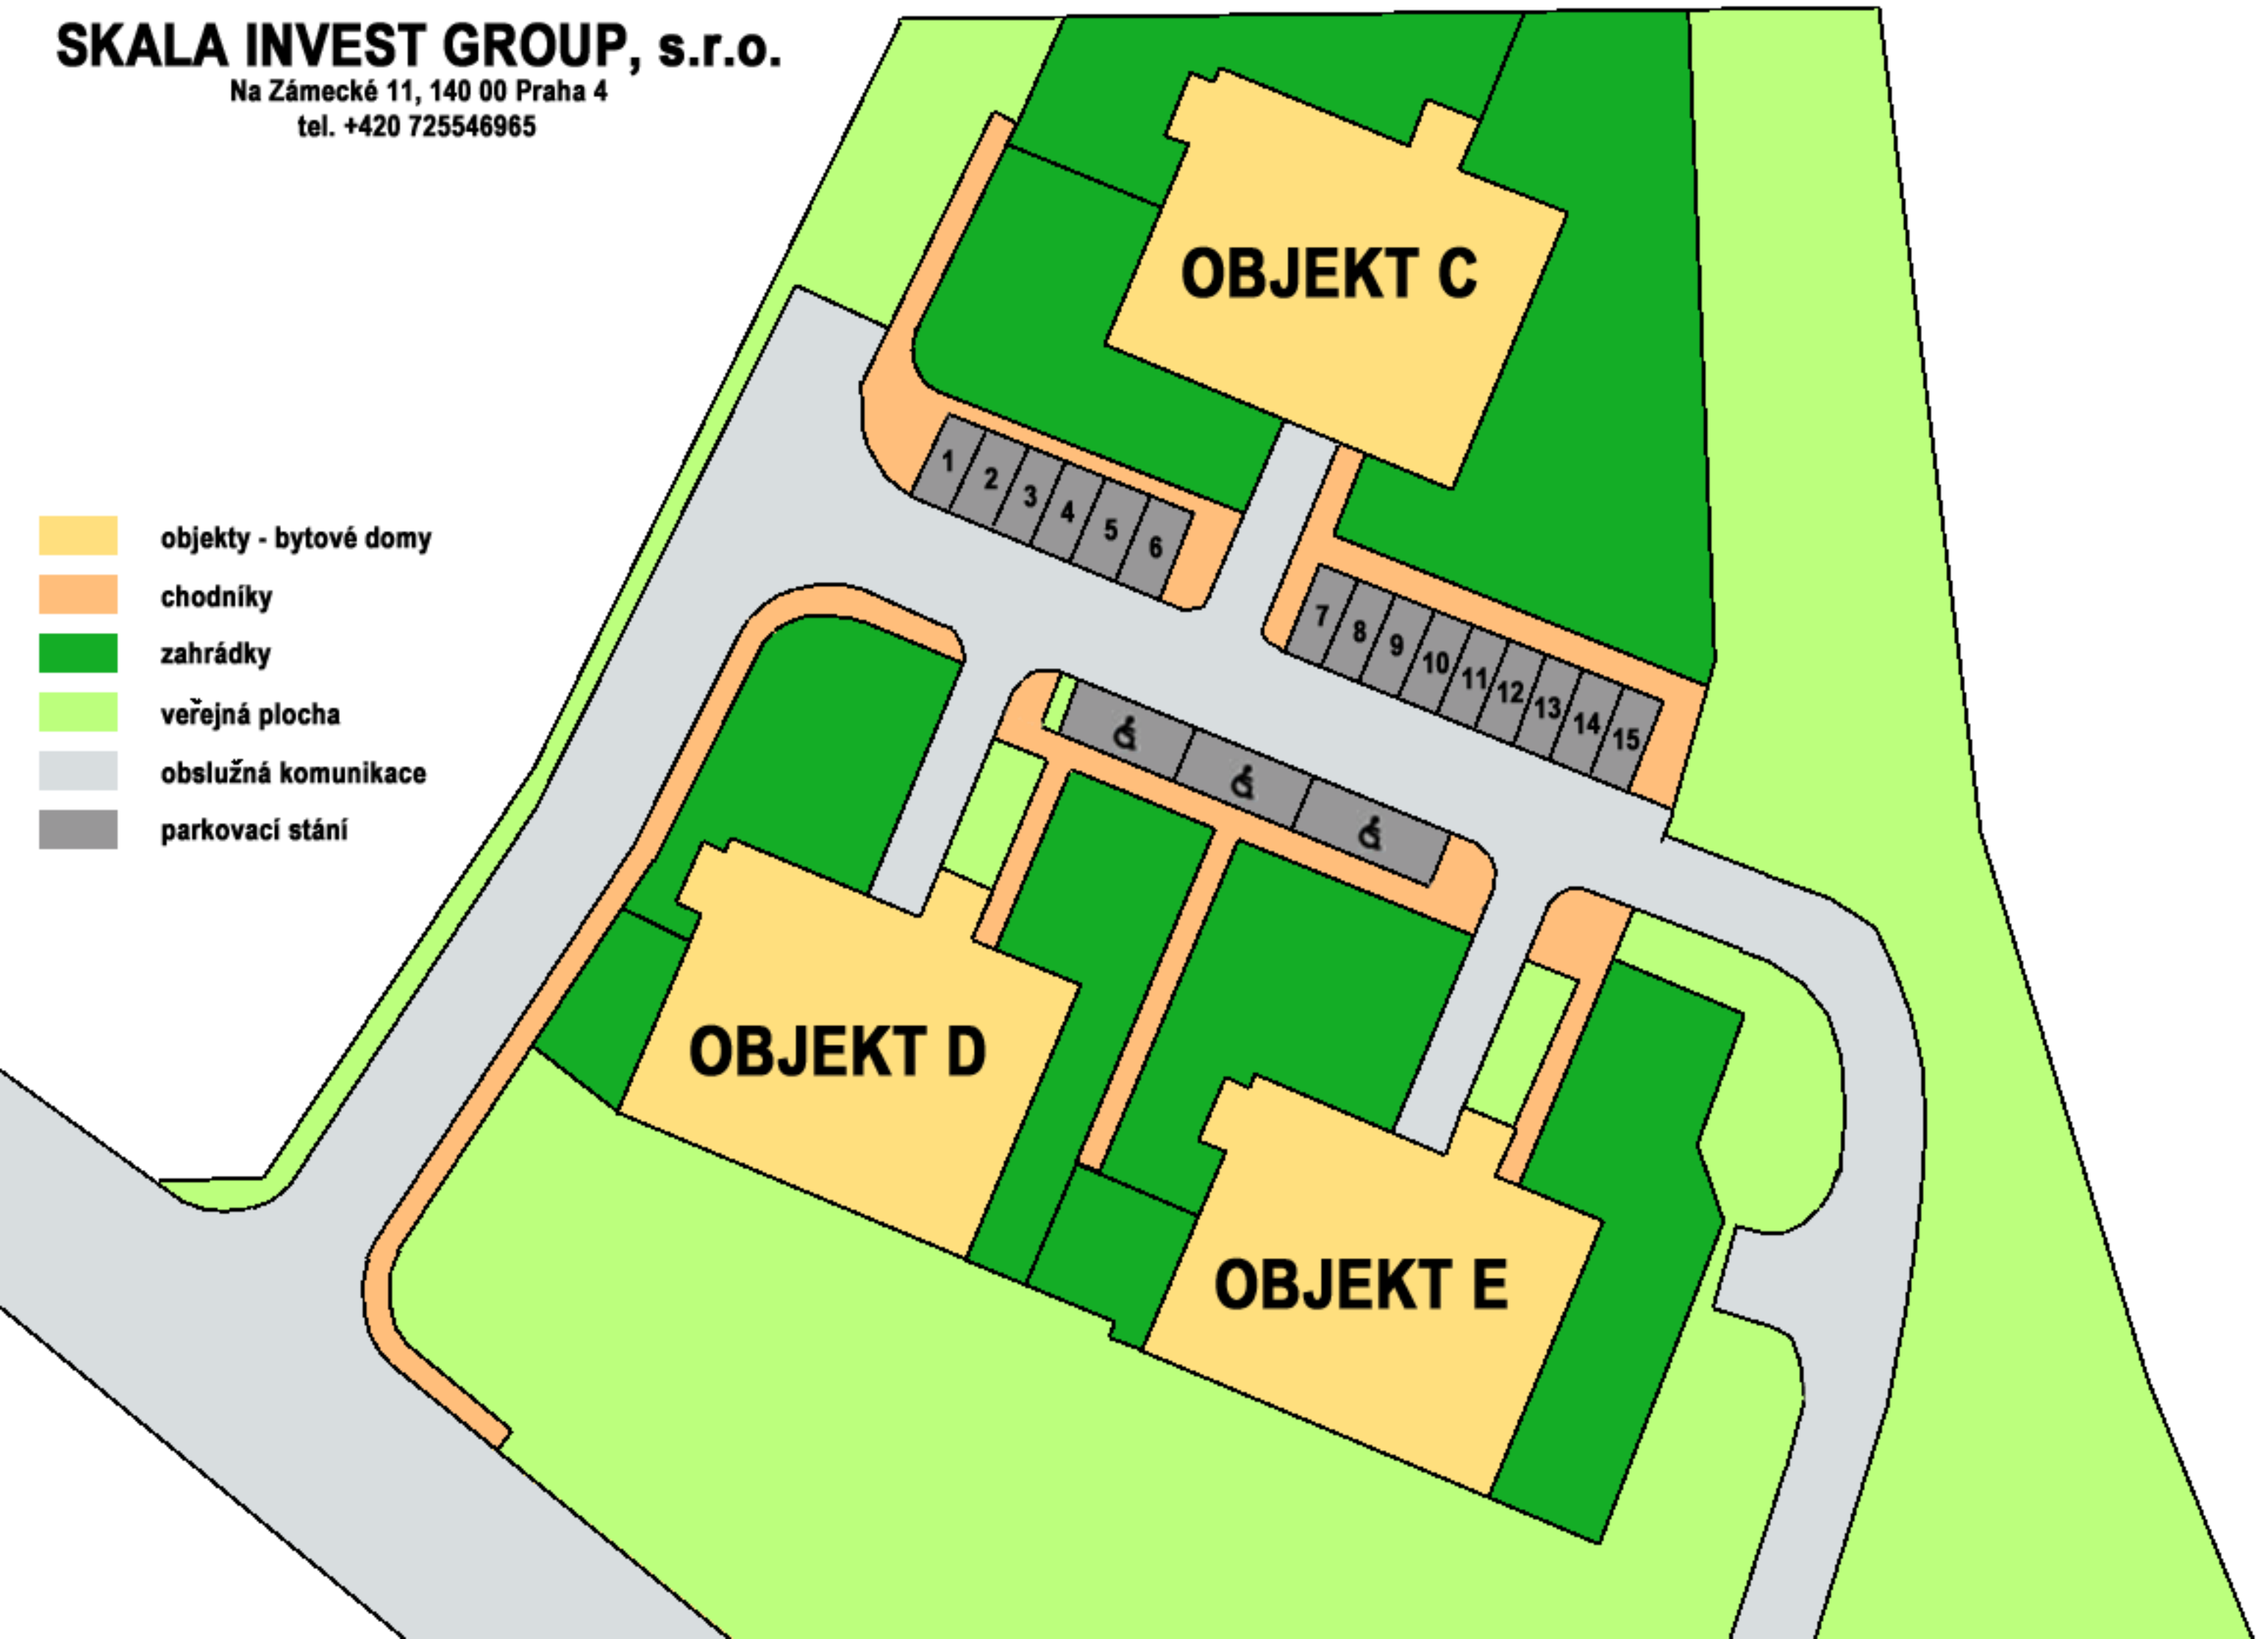 SKALA INVEST GROUP, s.r.o.
Na Zámecké 11, 140 00 Praha 4
tel. +420 725546965
OBJEKT C
1
2
3
4
5
6
objekty - bytové domy
chodníky
zahrádky
veřejná plocha
obslužná komunikace
parkovací stání
7
8
9
10
11
12
13
14
15
OBJEKT D
OBJEKT E